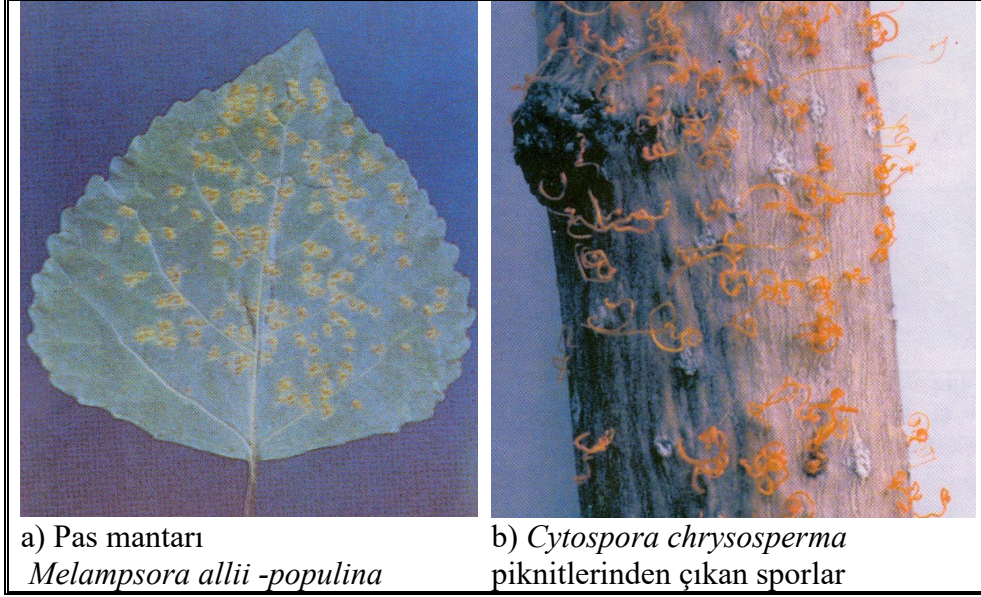 a) Pas mantarı
Melampsora allii -populina
b) Cytospora chrysosperma
piknitlerinden çıkan sporlar